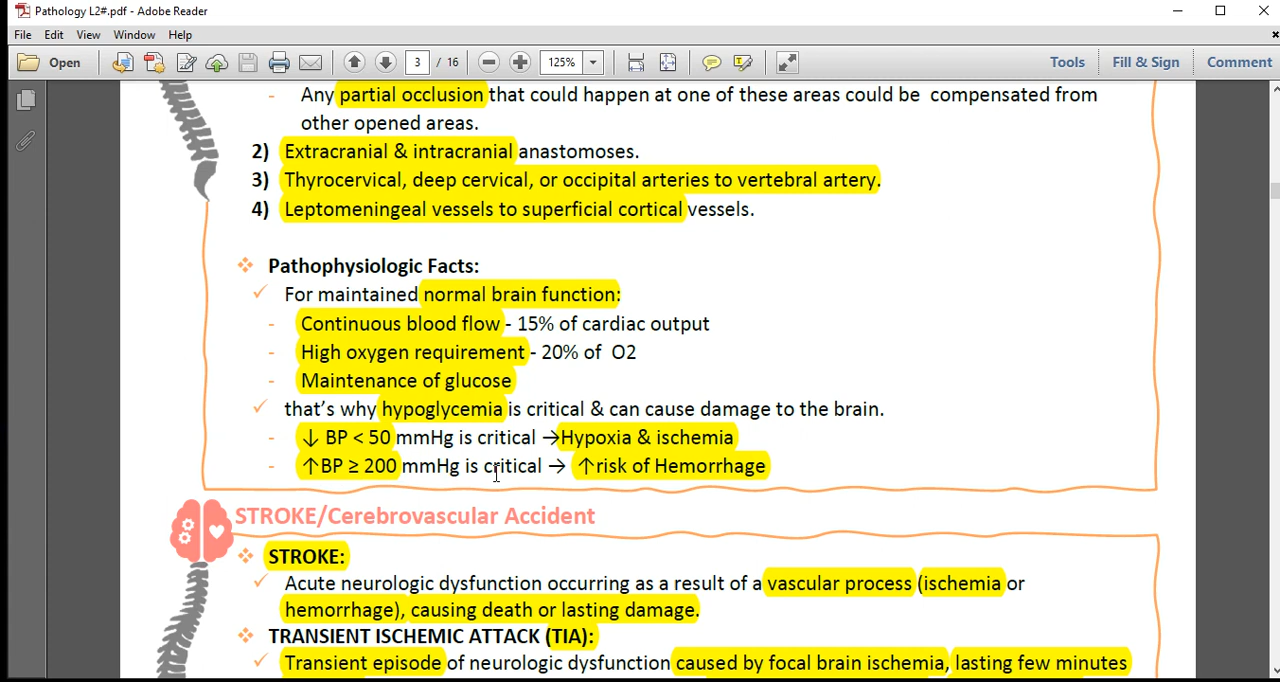 Pathology L2#.pdf - Adobe Reader
File Edit View Window Help
Open 3 / 16 125% Tools Fill & Sign Comment
- Any partial occlusion that could happen at one of these areas could be compensated from
other opened areas.
2) Extracranial & intracranial anastomoses.
3) Thyrocervical, deep cervical, or occipital arteries to vertebral artery.
4) Leptomeningeal vessels to superficial cortical vessels.
❖ Pathophysiologic Facts:
✓ For maintained normal brain function:
- Continuous blood flow - 15% of cardiac output
- High oxygen requirement - 20% of O2
- Maintenance of glucose
✓ that's why hypoglycemia is critical & can cause damage to the brain.
- ↓ BP < 50 mmHg is critical → Hypoxia & ischemia
- ↑BP ≥ 200 mmHg is critical → ↑risk of Hemorrhage
STROKE/Cerebrovascular Accident
❖ STROKE:
✓ Acute neurologic dysfunction occurring as a result of a vascular process (ischemia or
hemorrhage), causing death or lasting damage.
❖ TRANSIENT ISCHEMIC ATTACK (TIA):
✓ Transient episode of neurologic dysfunction caused by focal brain ischemia, lasting few minutes